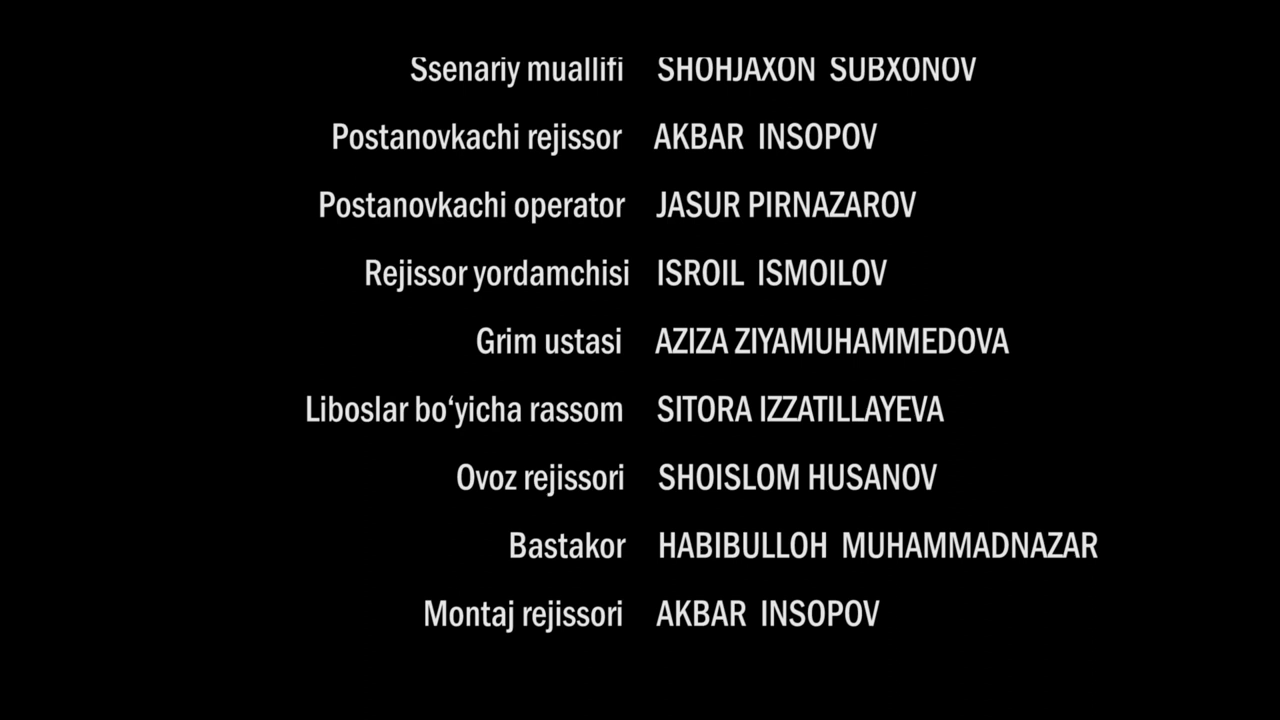 Ssenariy muallifi SHOHJAXON SUBXONOV
Postanovkachi rejissor AKBAR INSOPOV
Postanovkachi operator JASUR PIRNAZAROV
Rejissor yordamchisi ISROIL ISMOILOV
Grim ustasi AZIZA ZIYAMUHAMMEDOVA
Liboslar bo‘yicha rassom SITORA IZZATILLAYEVA
Ovoz rejissori SHOISLOM HUSANOV
Bastakor HABIBULLOH MUHAMMADNAZAR
Montaj rejissori AKBAR INSOPOV